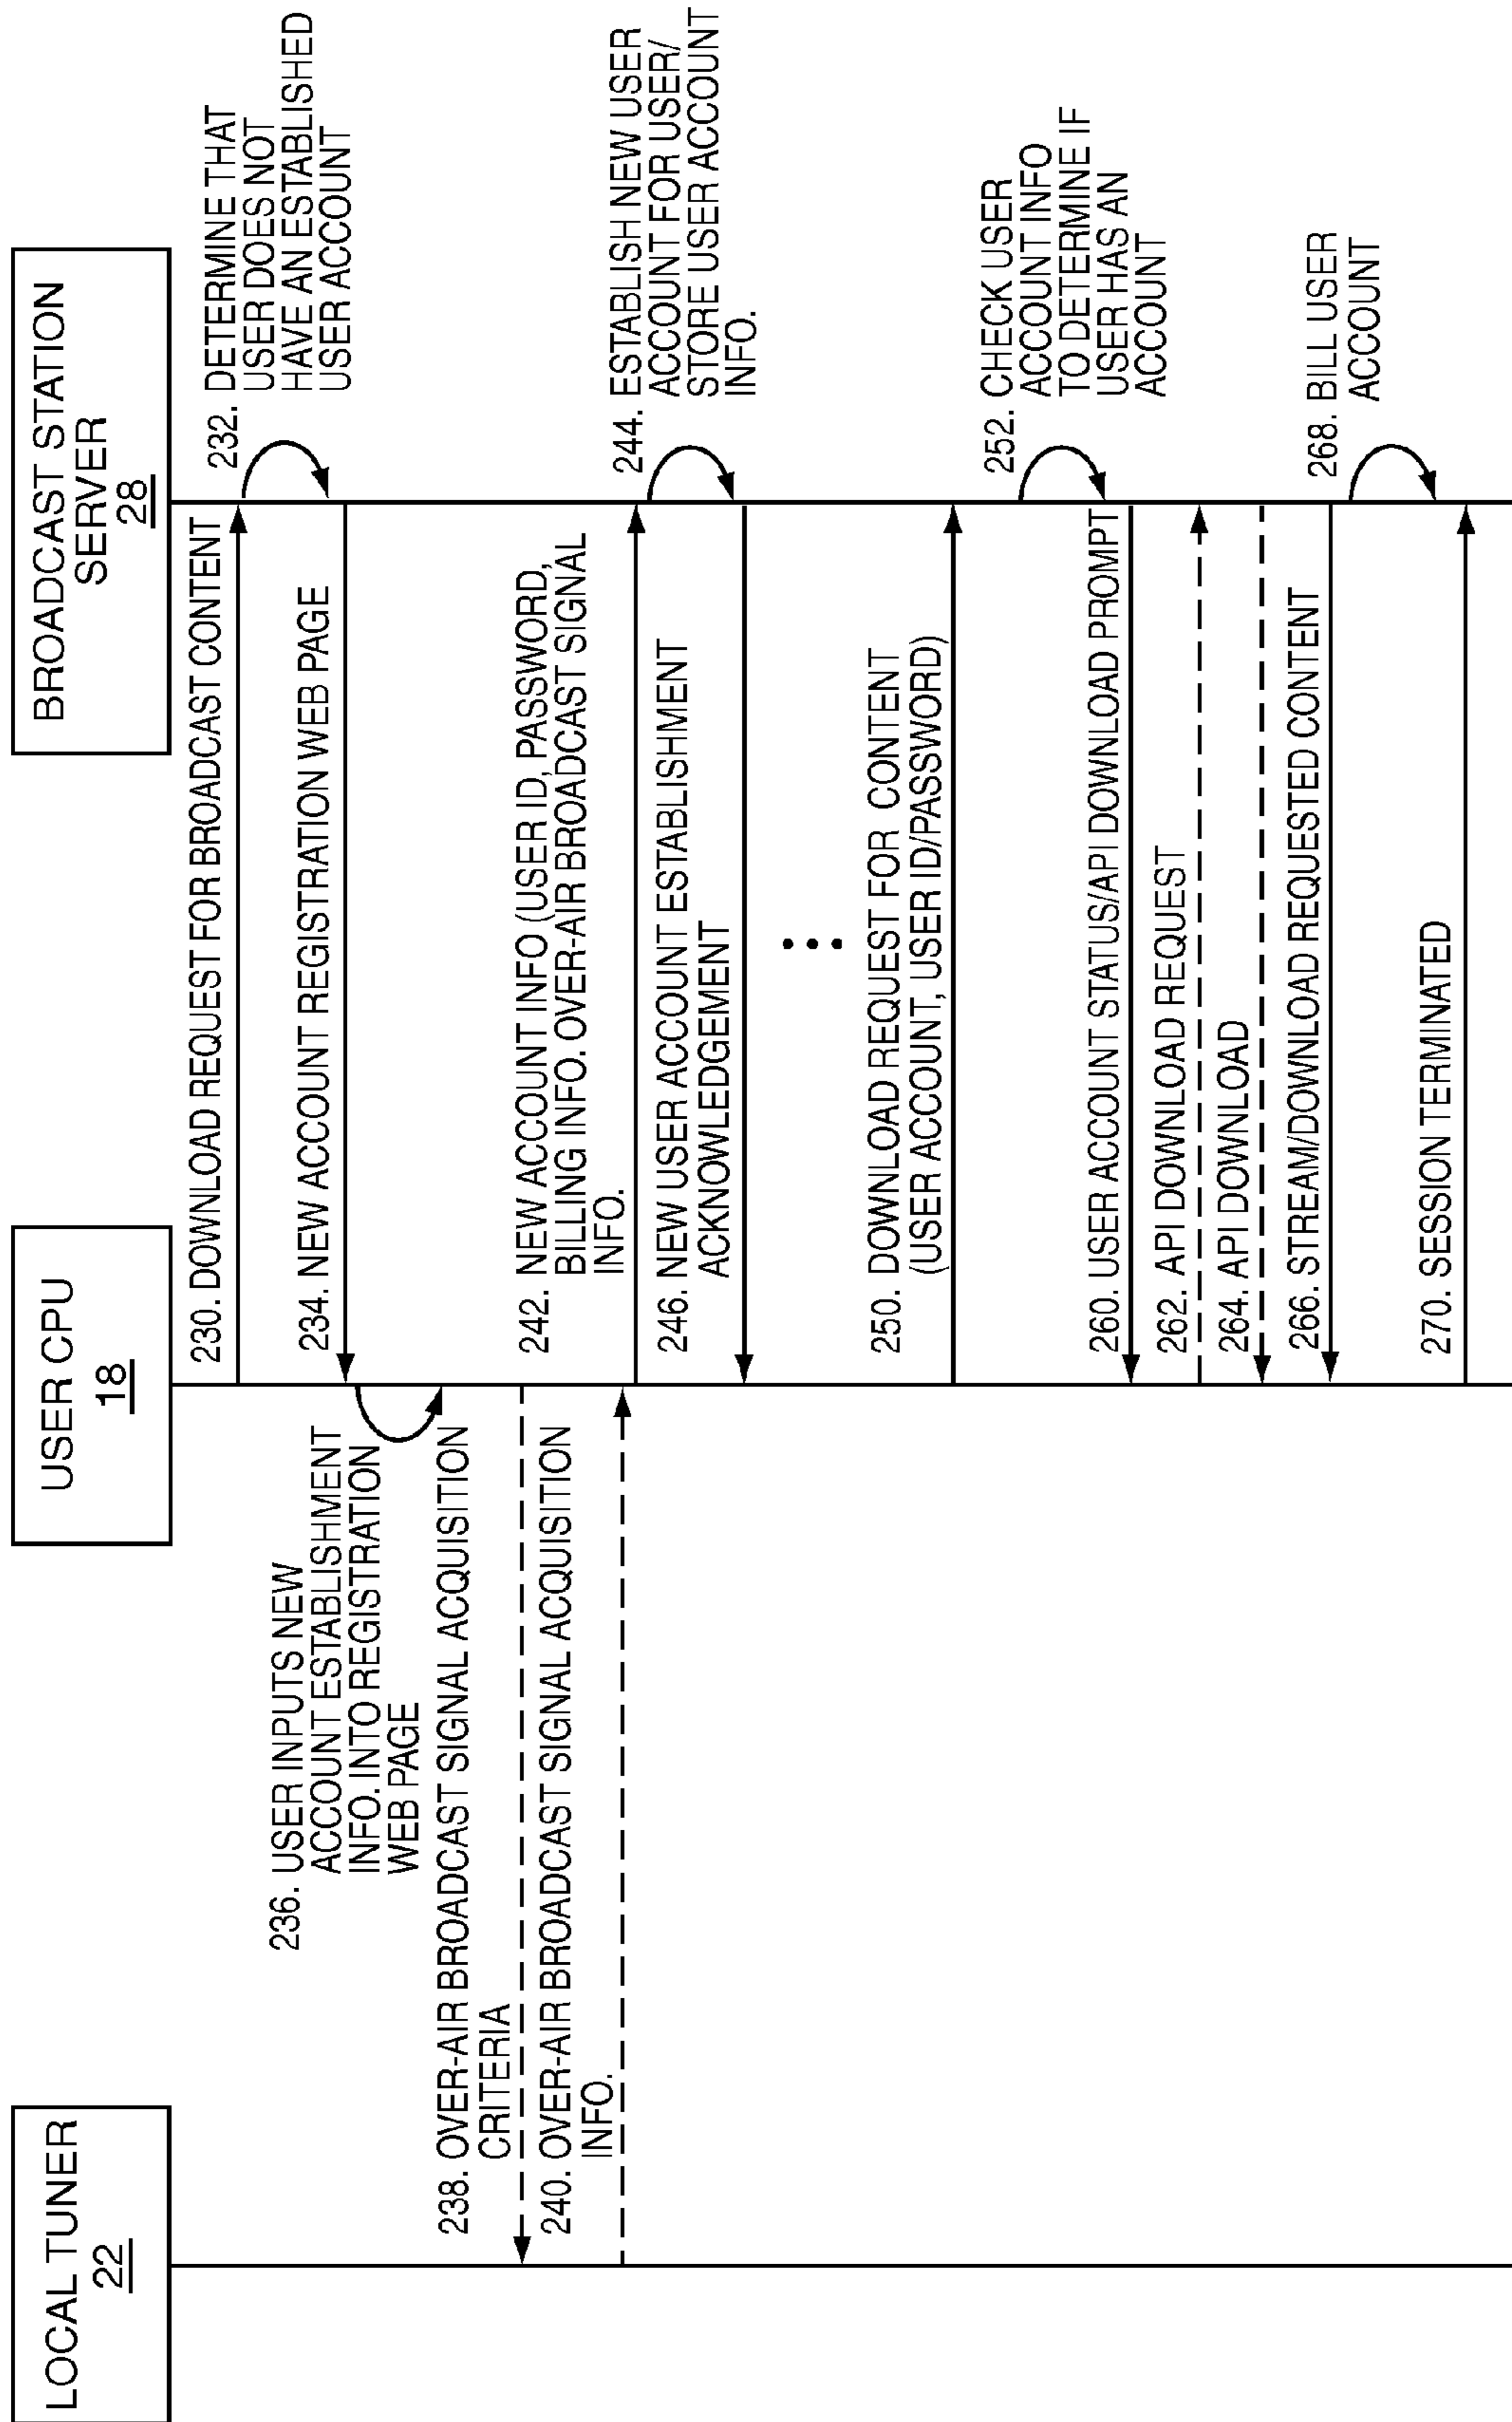 LOCAL TUNER
22
USER CPU
18
BROADCAST STATION
SERVER
28
230. DOWNLOAD REQUEST FOR BROADCAST CONTENT
232. DETERMINE THAT
USER DOES NOT
HAVE AN ESTABLISHED
USER ACCOUNT
234. NEW ACCOUNT REGISTRATION WEB PAGE
236. USER INPUTS NEW
ACCOUNT ESTABLISHMENT
INFO. INTO REGISTRATION
WEB PAGE
238. OVER-AIR BROADCAST SIGNAL ACQUISITION
CRITERIA
240. OVER-AIR BROADCAST SIGNAL ACQUISITION
INFO.
242. NEW ACCOUNT INFO (USER ID, PASSWORD,
BILLING INFO. OVER-AIR BROADCAST SIGNAL
INFO.
244. ESTABLISH NEW USER
ACCOUNT FOR USER/
STORE USER ACCOUNT
INFO.
246. NEW USER ACCOUNT ESTABLISHMENT
ACKNOWLEDGEMENT
250. DOWNLOAD REQUEST FOR CONTENT
(USER ACCOUNT, USER ID/PASSWORD)
252. CHECK USER
ACCOUNT INFO
TO DETERMINE IF
USER HAS AN
ACCOUNT
260. USER ACCOUNT STATUS/API DOWNLOAD PROMPT
262. API DOWNLOAD REQUEST
264. API DOWNLOAD
266. STREAM/DOWNLOAD REQUESTED CONTENT
268. BILL USER
ACCOUNT
270. SESSION TERMINATED